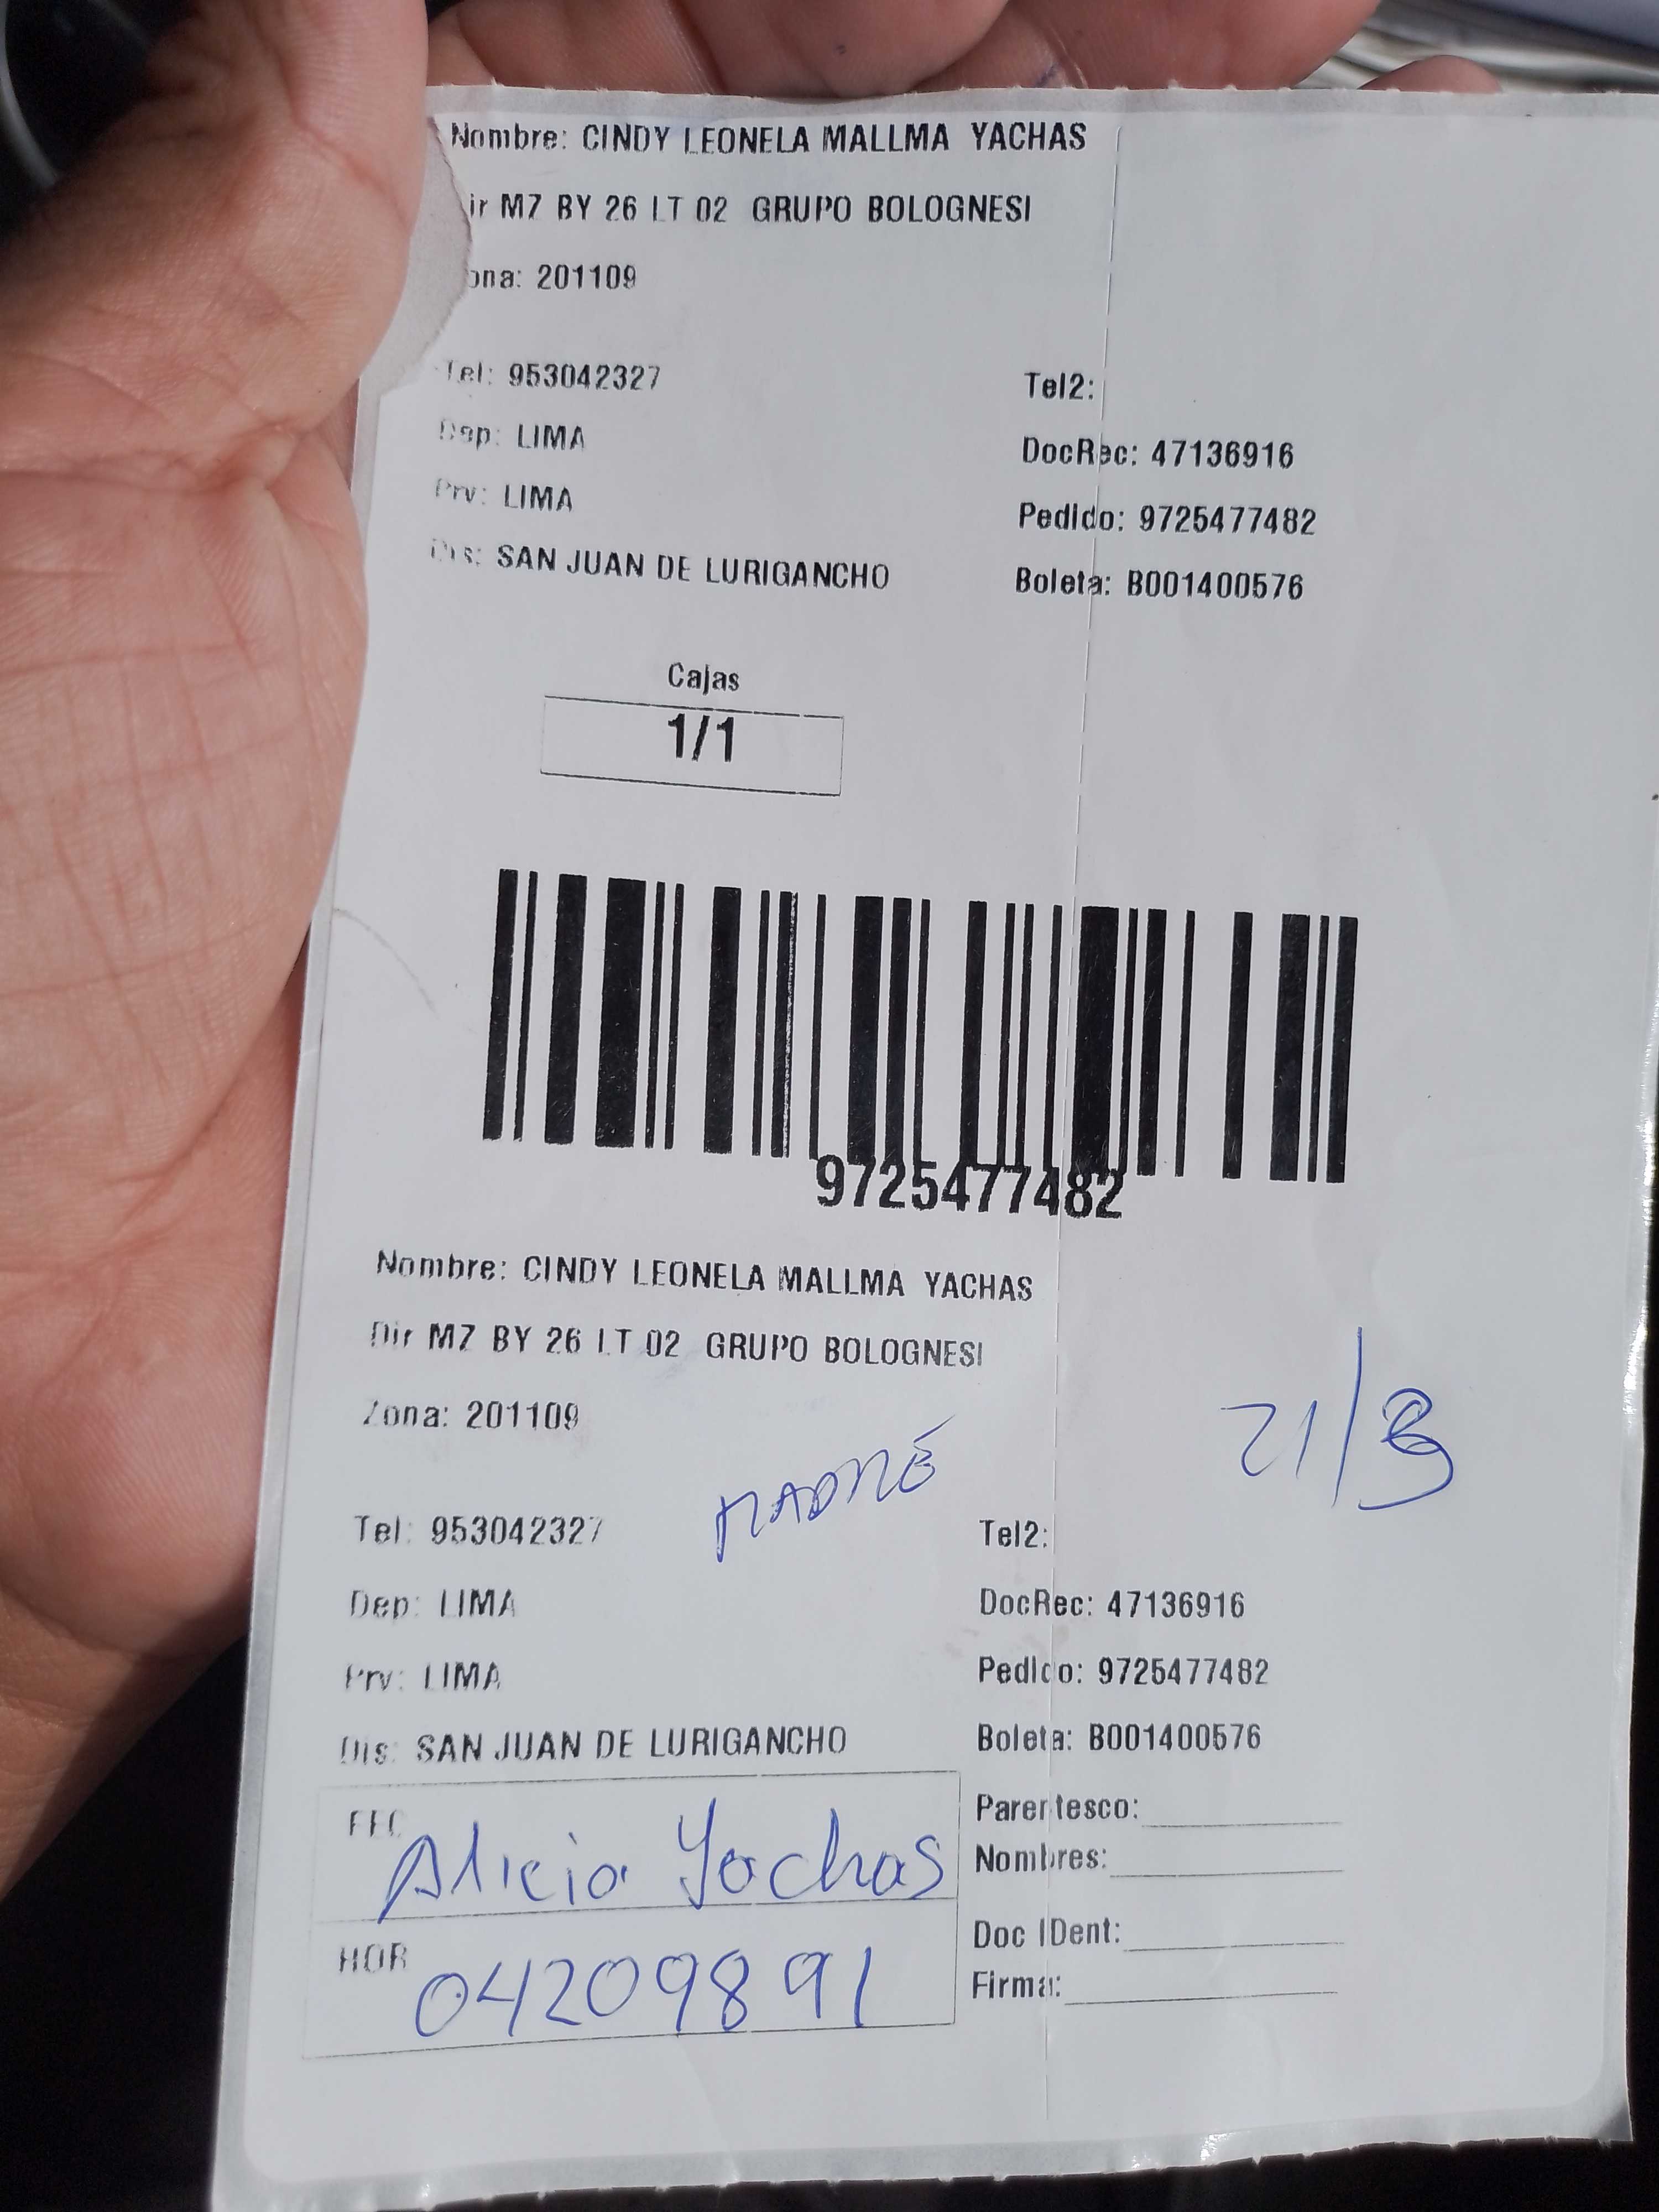 Nombre: CINDY LEONELA MALLMA YACHAS
ir MZ BY 26 LT 02 GRUPO BOLOGNESI
ona: 201109
Tel: 953042327
Tel2:
Dep: LIMA
DocRec: 47136916
Prv: LIMA
Pedido: 9725477482
Dis: SAN JUAN DE LURIGANCHO
Boleta: B001400576
Cajas
1/1
9725477482
Nombre: CINDY LEONELA MALLMA YACHAS
Dir MZ BY 26 LT 02 GRUPO BOLOGNESI
Zona: 201109
21/
MADRE
Tel: 953042327
Tel2:
Dep: LIMA
DocRec: 47136916
Prv: LIMA
Pedido: 9725477482
Dis: SAN JUAN DE LURIGANCHO
Boleta: B001400576
Parentesco:
FEC
Alicia Yachas
Nombres:
Doc IDent:
HOR
04209891
Firma: